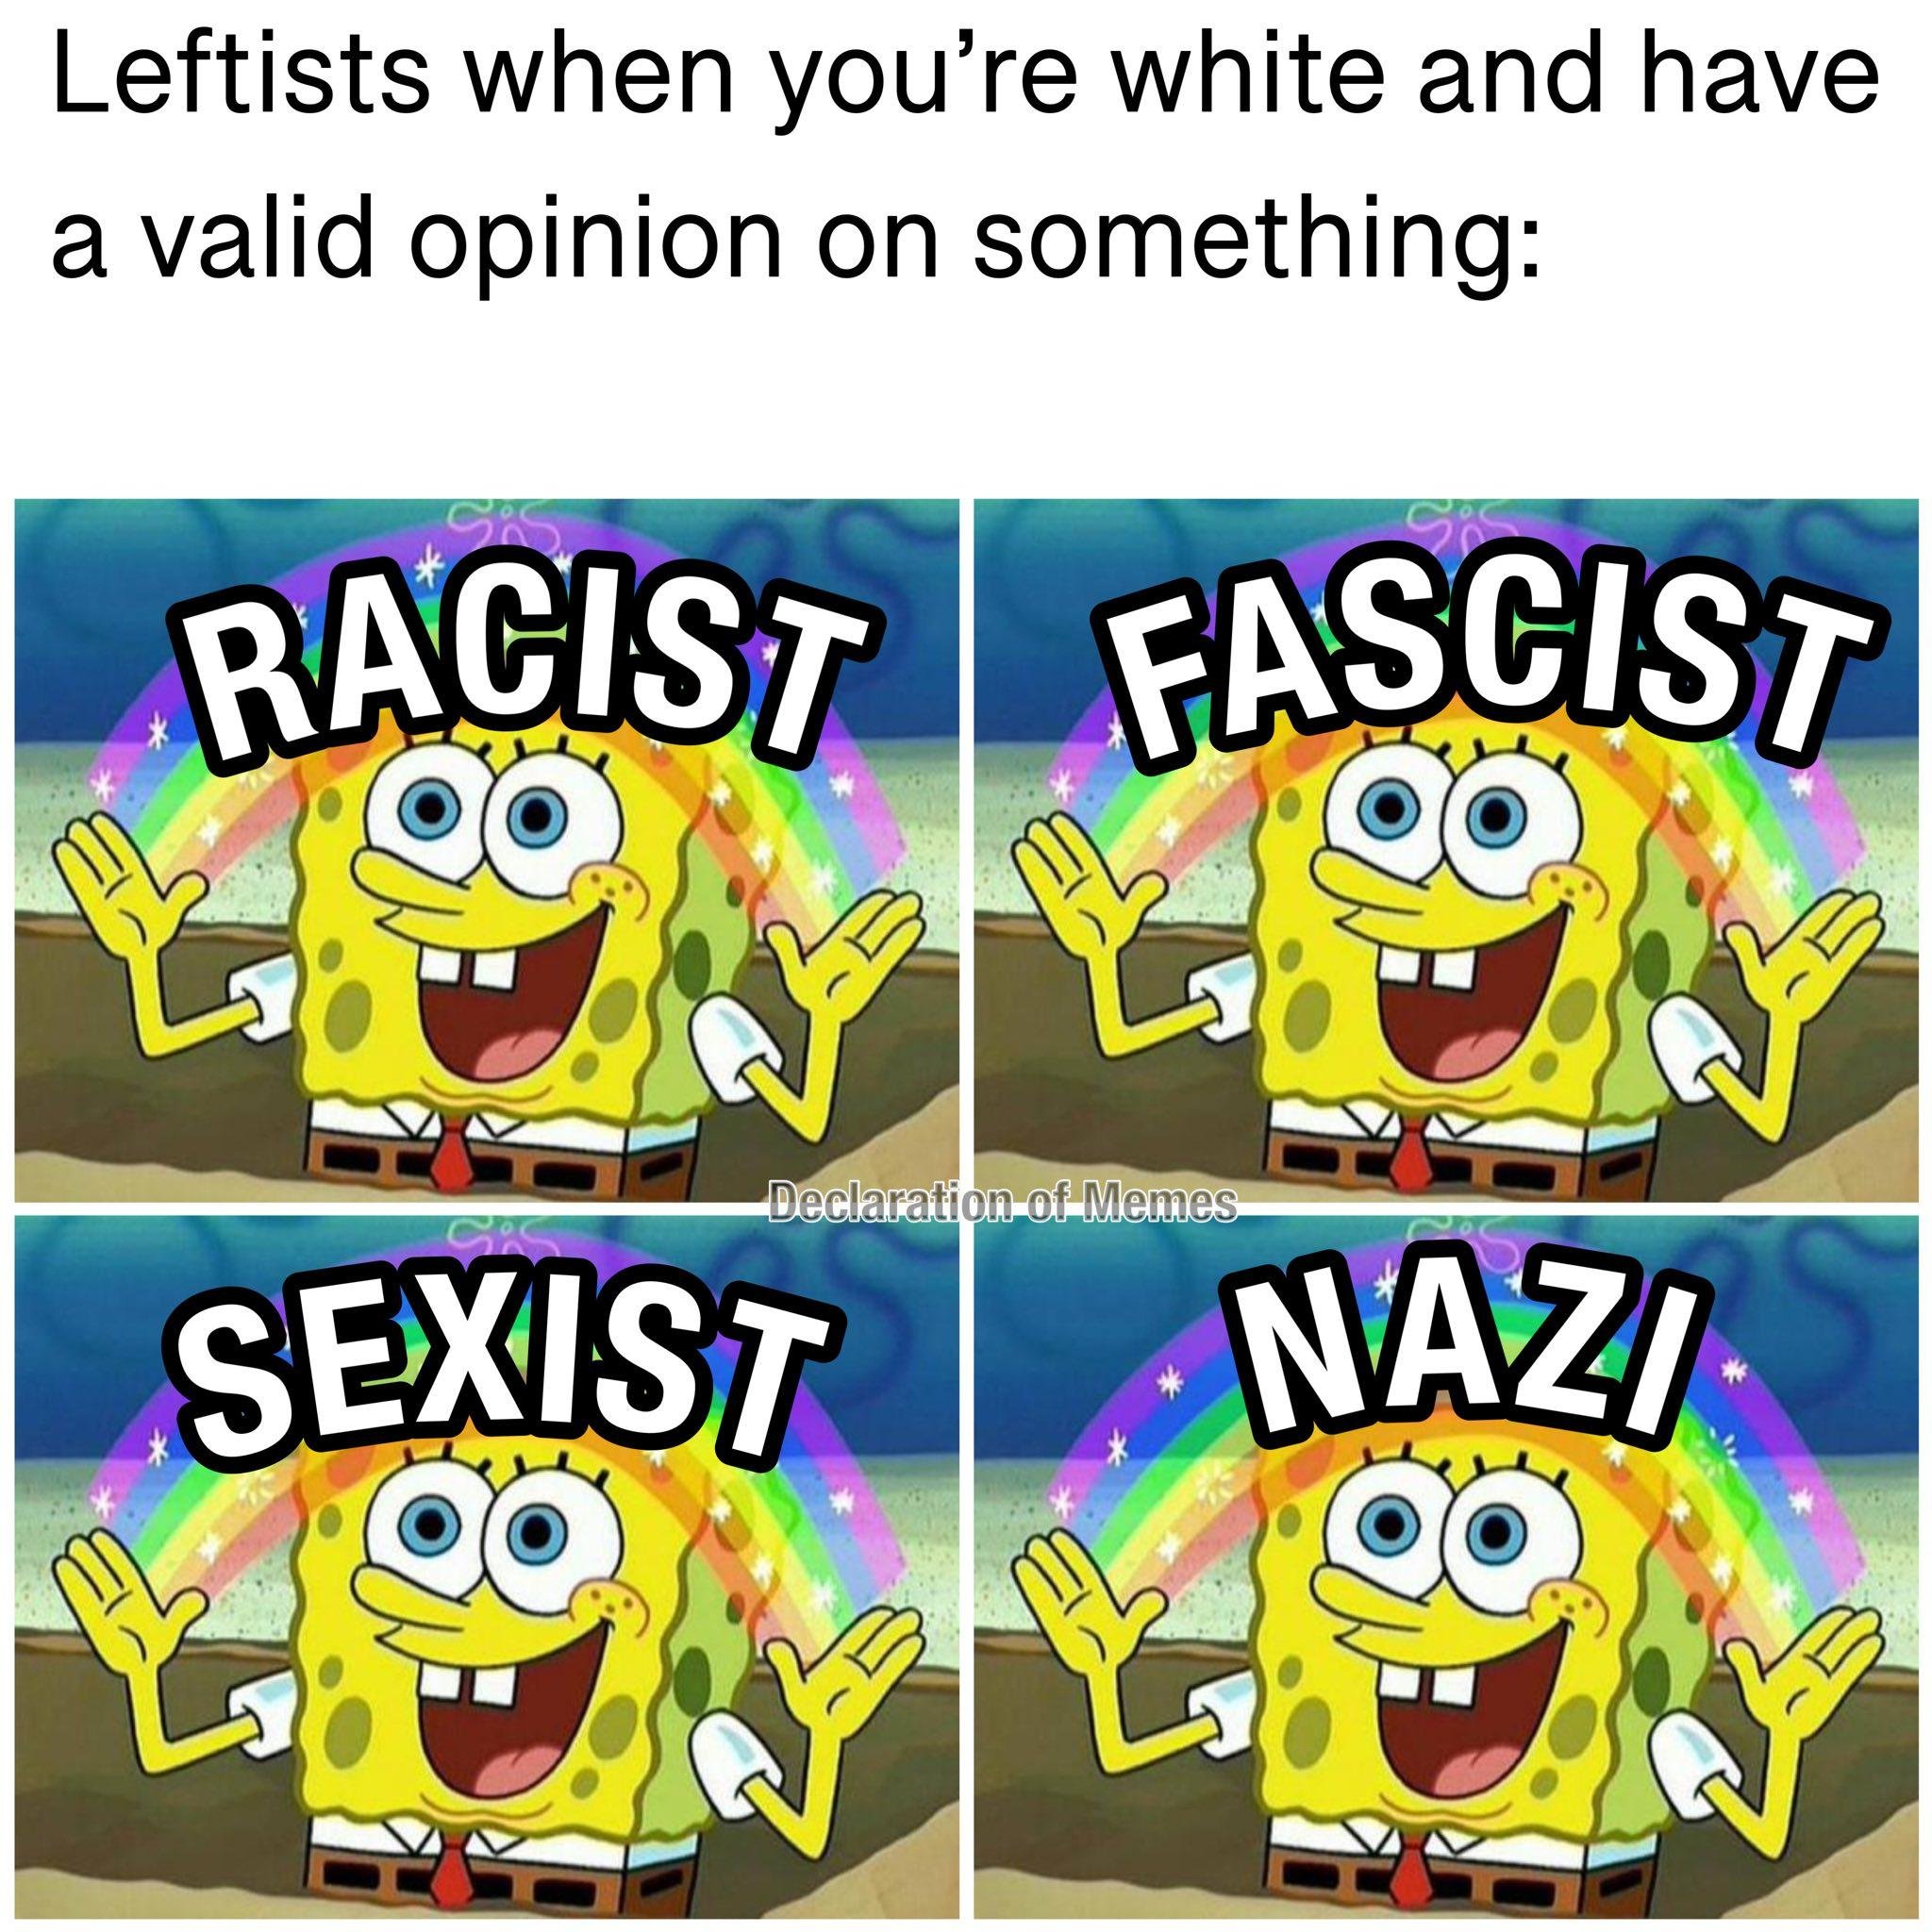 Leftists when you’re white and have
a valid opinion on something:
RACIST
FASCIST
Declaration of Memes
SEXIST
NAZI